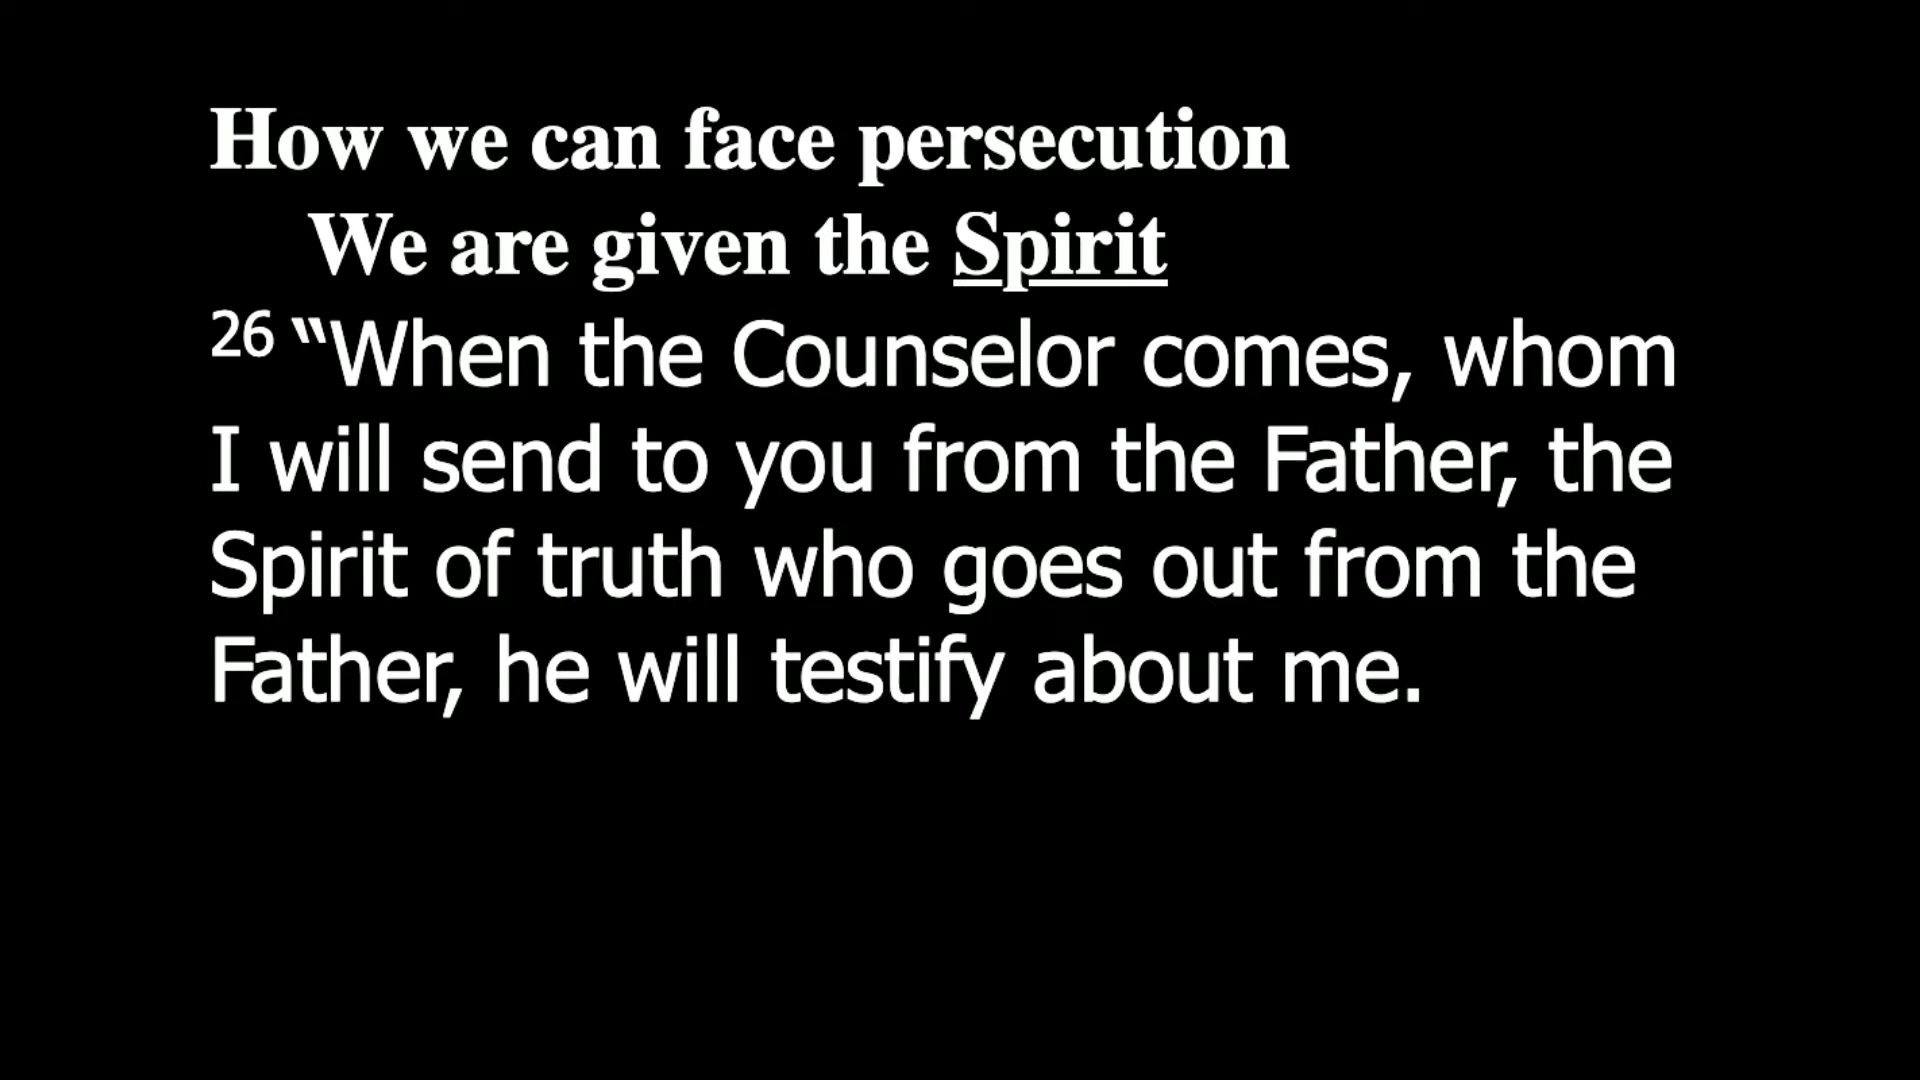 How we can face persecution
We are given the Spirit
26 “When the Counselor comes, whom
I will send to you from the Father, the
Spirit of truth who goes out from the
Father, he will testify about me.